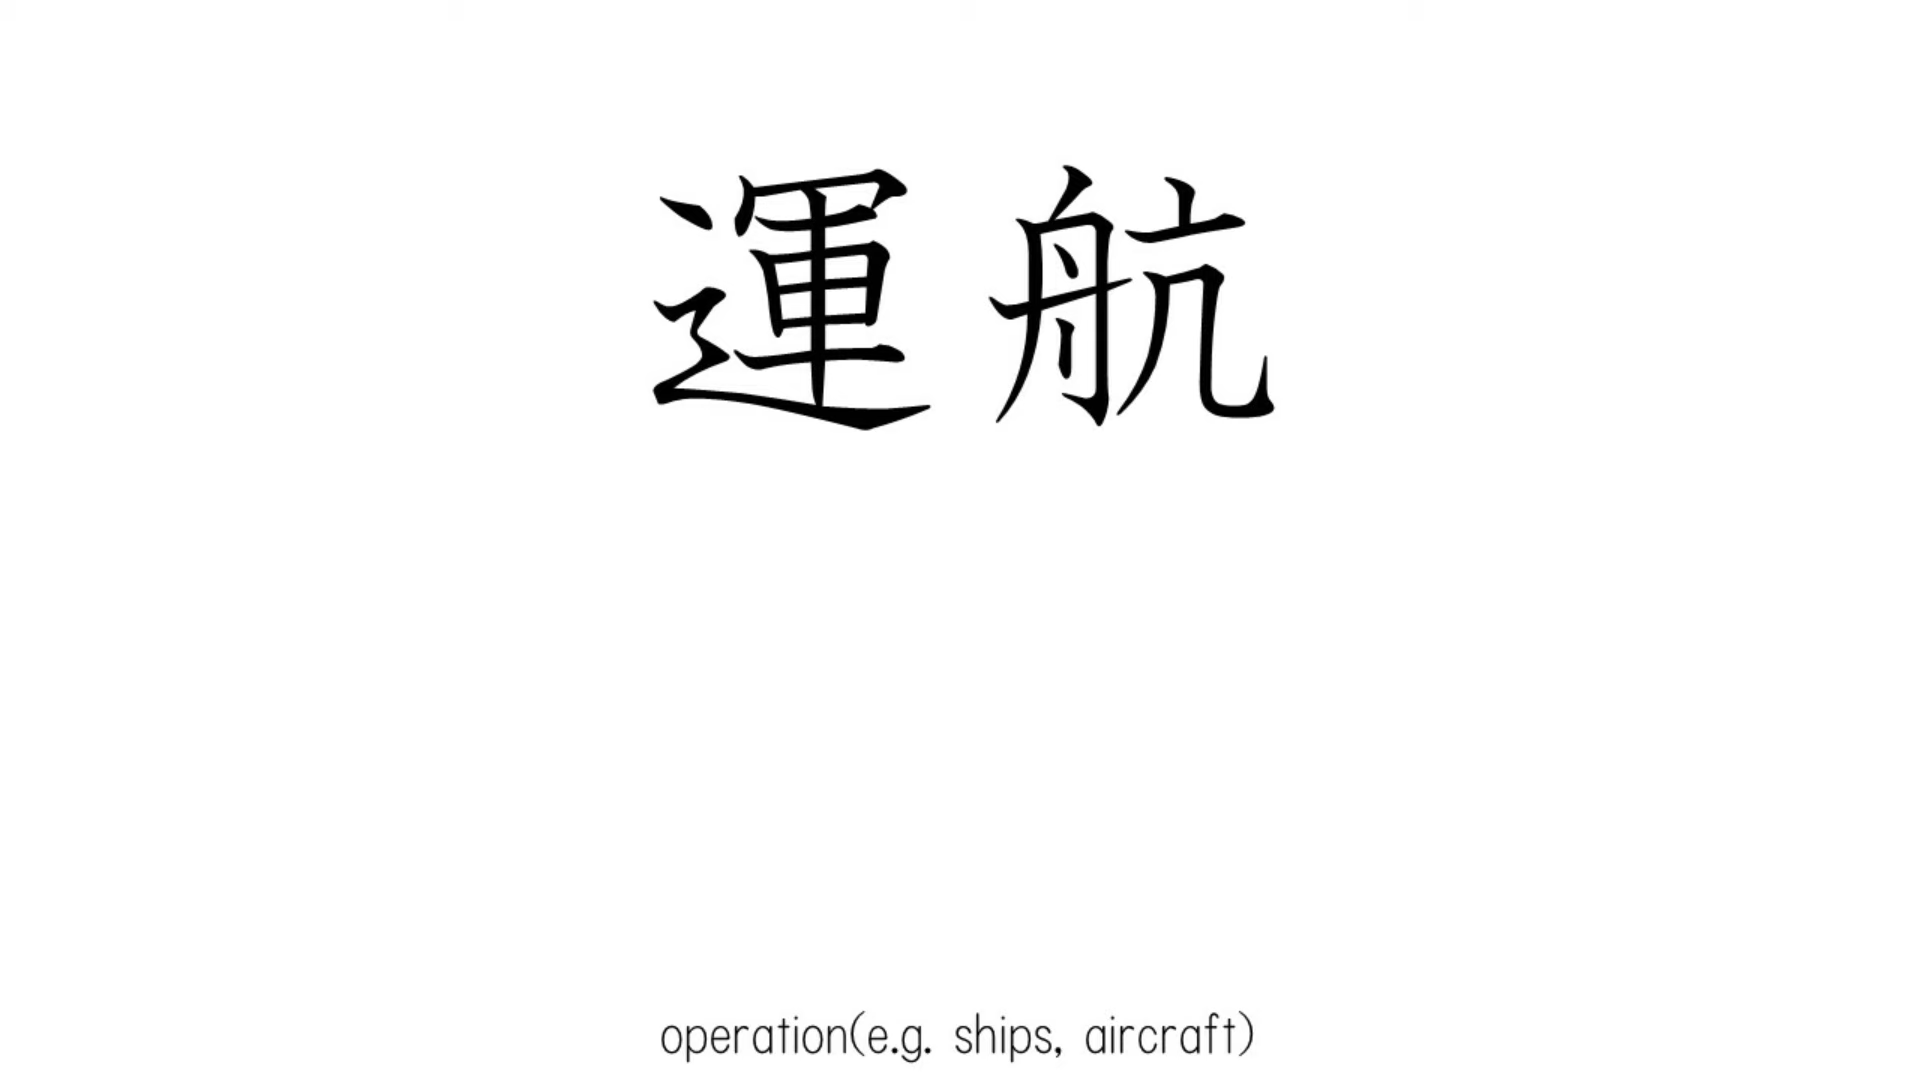 運航
operation(e.g. ships, aircraft)